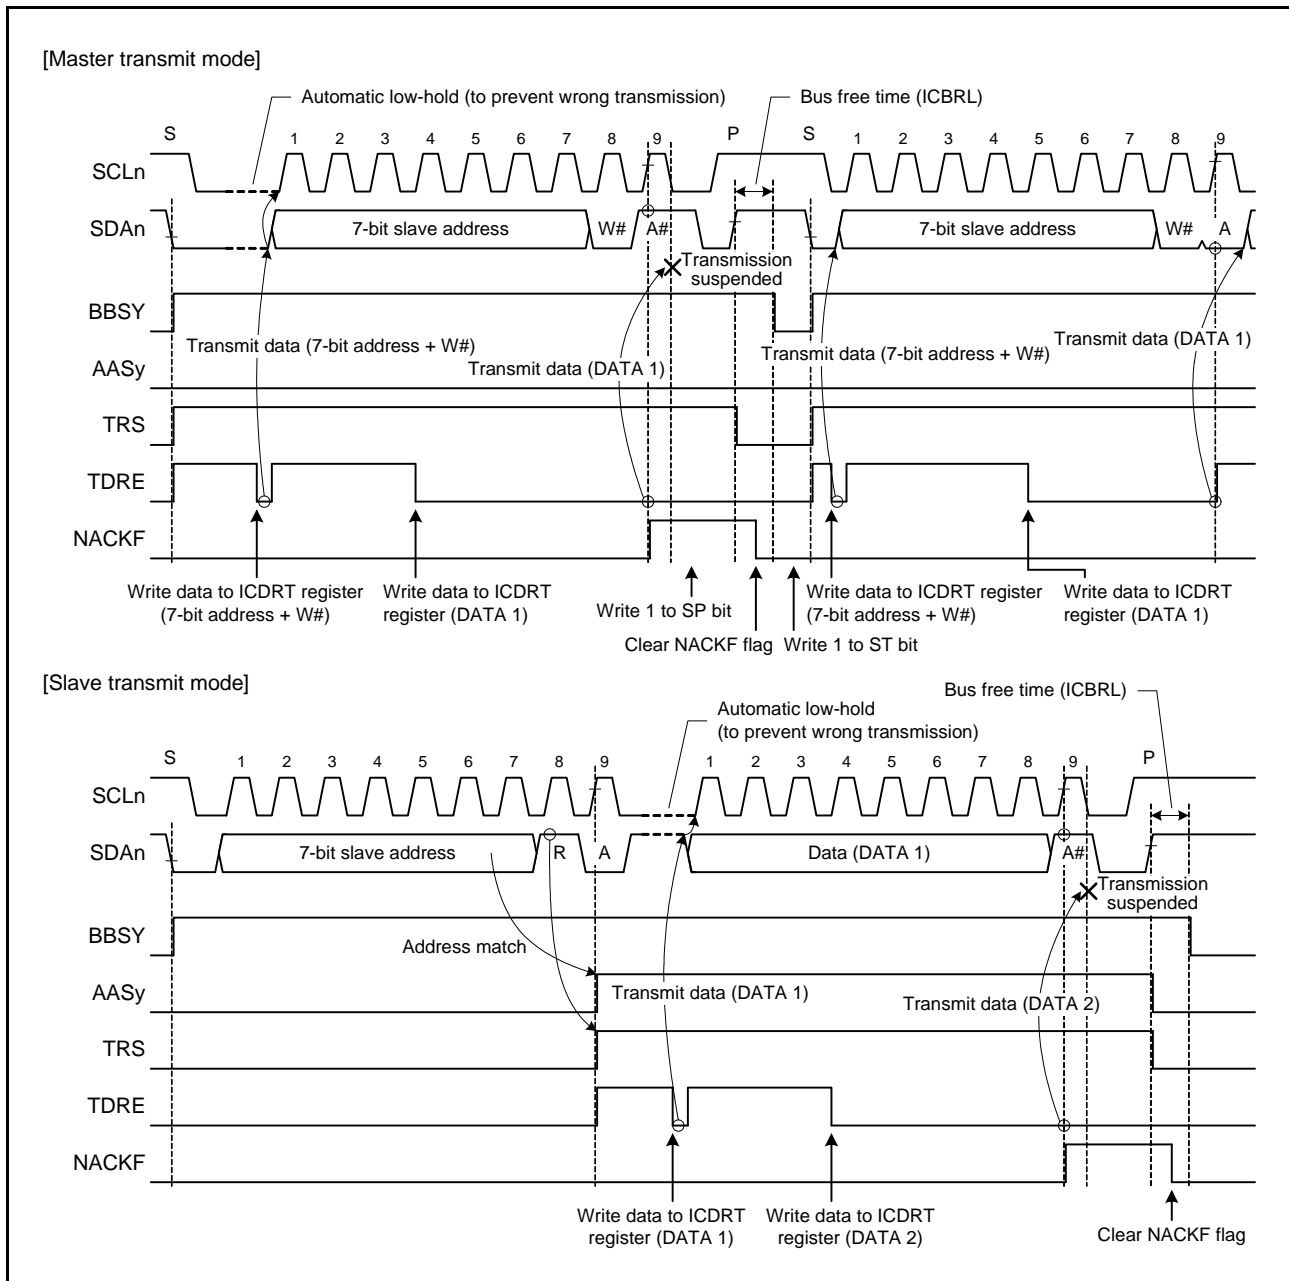 [Master transmit mode]
Automatic low-hold (to prevent wrong transmission)
Bus free time (ICBRL)
S 1 2 3 4 5 6 7 8 9 P S 1 2 3 4 5 6 7 8 9
SCLn
SDAn 7-bit slave address W# A# 7-bit slave address W# A
Transmission
suspended
BBSY
Transmit data (7-bit address + W#)
Transmit data (DATA 1)
Transmit data (7-bit address + W#)
Transmit data (DATA 1)
AASy
TRS
TDRE
NACKF
Write data to ICDRT register
(7-bit address + W#)
Write data to ICDRT
register (DATA 1)
Write 1 to SP bit
Clear NACKF flag
Write 1 to ST bit
Write data to ICDRT register
(7-bit address + W#)
Write data to ICDRT
register (DATA 1)
[Slave transmit mode]
Automatic low-hold
(to prevent wrong transmission)
Bus free time (ICBRL)
S 1 2 3 4 5 6 7 8 9 1 2 3 4 5 6 7 8 9 P
SCLn
SDAn 7-bit slave address R A Data (DATA 1) A#
Transmission
suspended
BBSY
Address match
AASy
Transmit data (DATA 1)
Transmit data (DATA 2)
TRS
TDRE
NACKF
Write data to ICDRT
register (DATA 1)
Write data to ICDRT
register (DATA 2)
Clear NACKF flag